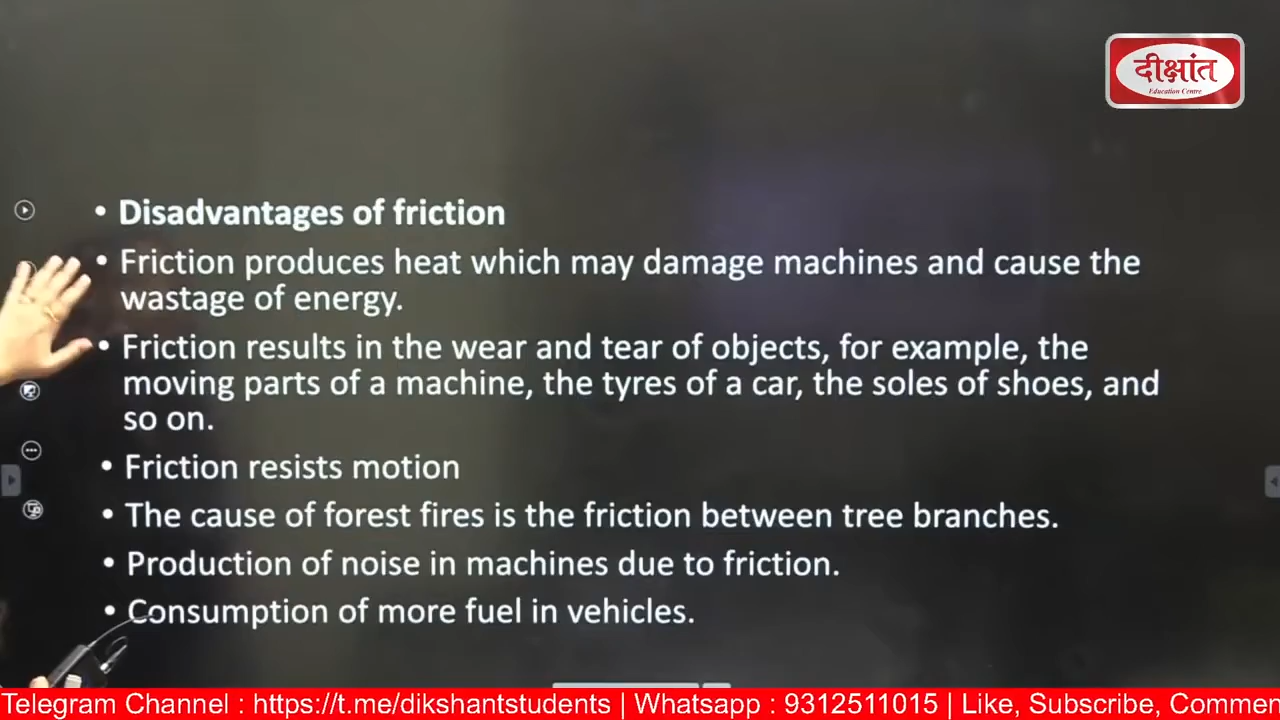 दीक्षांत
Education Centre
• Disadvantages of friction
• Friction produces heat which may damage machines and cause the
wastage of energy.
• Friction results in the wear and tear of objects, for example, the
moving parts of a machine, the tyres of a car, the soles of shoes, and
so on.
• Friction resists motion
• The cause of forest fires is the friction between tree branches.
• Production of noise in machines due to friction.
• Consumption of more fuel in vehicles.
Telegram Channel : https://t.me/dikshantstudents | Whatsapp : 9312511015 | Like, Subscribe, Commen